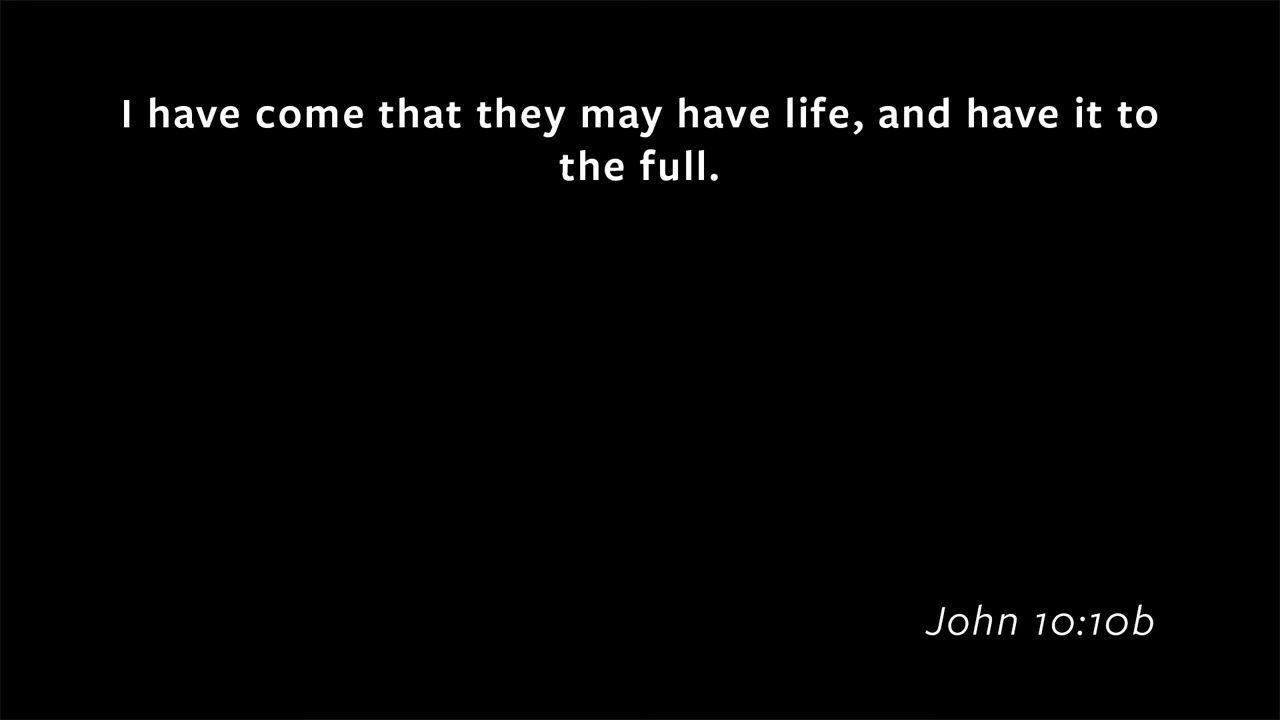 I have come that they may have life, and have it to
the full.
John 10:10b